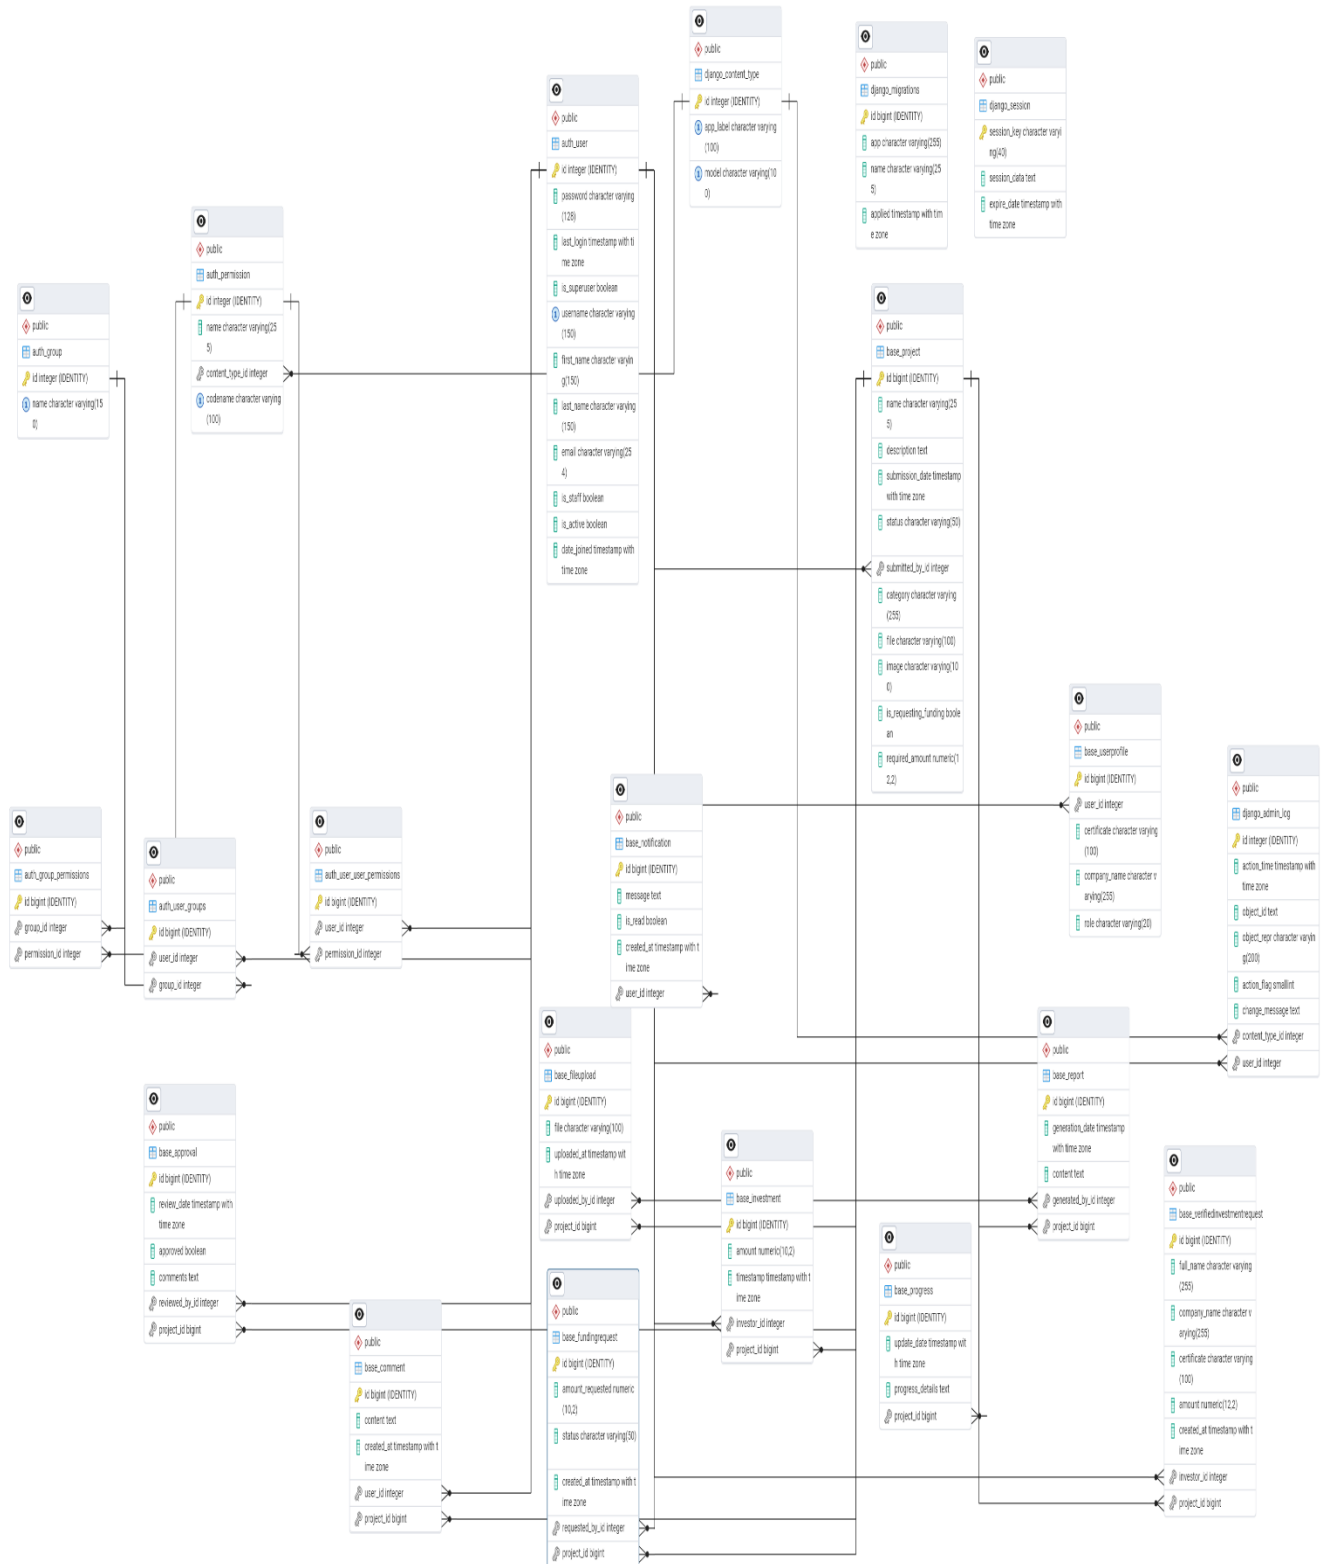 public
django_content_type
id integer (IDENTITY)
app_label character varying
(100)
model character varying(10
0)
public
django_migrations
id bigint (IDENTITY)
app character varying(255)
name character varying(25
5)
applied timestamp with tim
e zone
public
django_session
session_key character varyi
ng(40)
session_data text
expire_date timestamp with
time zone
public
auth_user
id integer (IDENTITY)
password character varying
(128)
last_login timestamp with ti
me zone
is_superuser boolean
username character varying
(150)
first_name character varyin
g(150)
last_name character varying
(150)
email character varying(25
4)
is_staff boolean
is_active boolean
date_joined timestamp with
time zone
public
auth_permission
id integer (IDENTITY)
name character varying(25
5)
content_type_id integer
codename character varying
(100)
public
auth_group
id integer (IDENTITY)
name character varying(15
0)
public
base_project
id bigint (IDENTITY)
name character varying(25
5)
description text
submission_date timestamp
with time zone
status character varying(50)
submitted_by_id integer
category character varying
(255)
file character varying(100)
image character varying(10
0)
is_requesting_funding boole
an
required_amount numeric(1
2,2)
public
base_userprofile
id bigint (IDENTITY)
user_id integer
certificate character varying
(100)
company_name character v
arying(255)
role character varying(20)
public
django_admin_log
id integer (IDENTITY)
action_time timestamp with
time zone
object_id text
object_repr character varyin
g(200)
action_flag smallint
change_message text
content_type_id integer
user_id integer
public
auth_group_permissions
id bigint (IDENTITY)
group_id integer
permission_id integer
public
auth_user_groups
id bigint (IDENTITY)
user_id integer
group_id integer
public
auth_user_user_permissions
id bigint (IDENTITY)
user_id integer
permission_id integer
public
base_notification
id bigint (IDENTITY)
message text
is_read boolean
created_at timestamp with t
ime zone
user_id integer
public
base_fileupload
id bigint (IDENTITY)
file character varying(100)
uploaded_at timestamp wit
h time zone
uploaded_by_id integer
project_id bigint
public
base_report
id bigint (IDENTITY)
generation_date timestamp
with time zone
content text
generated_by_id integer
project_id bigint
public
base_approval
id bigint (IDENTITY)
review_date timestamp with
time zone
approved boolean
comments text
reviewed_by_id integer
project_id bigint
public
base_investment
id bigint (IDENTITY)
amount numeric(10,2)
timestamp timestamp with t
ime zone
investor_id integer
project_id bigint
public
base_verifiedinvestmentrequest
id bigint (IDENTITY)
full_name character varying
(255)
company_name character v
arying(255)
certificate character varying
(100)
amount numeric(12,2)
created_at timestamp with t
ime zone
investor_id integer
project_id bigint
public
base_progress
id bigint (IDENTITY)
update_date timestamp wit
h time zone
progress_details text
project_id bigint
public
base_fundingrequest
id bigint (IDENTITY)
amount_requested numeric
(10,2)
status character varying(30)
created_at timestamp with t
ime zone
requested_by_id integer
project_id bigint
public
base_comment
id bigint (IDENTITY)
content text
created_at timestamp with t
ime zone
user_id integer
project_id bigint